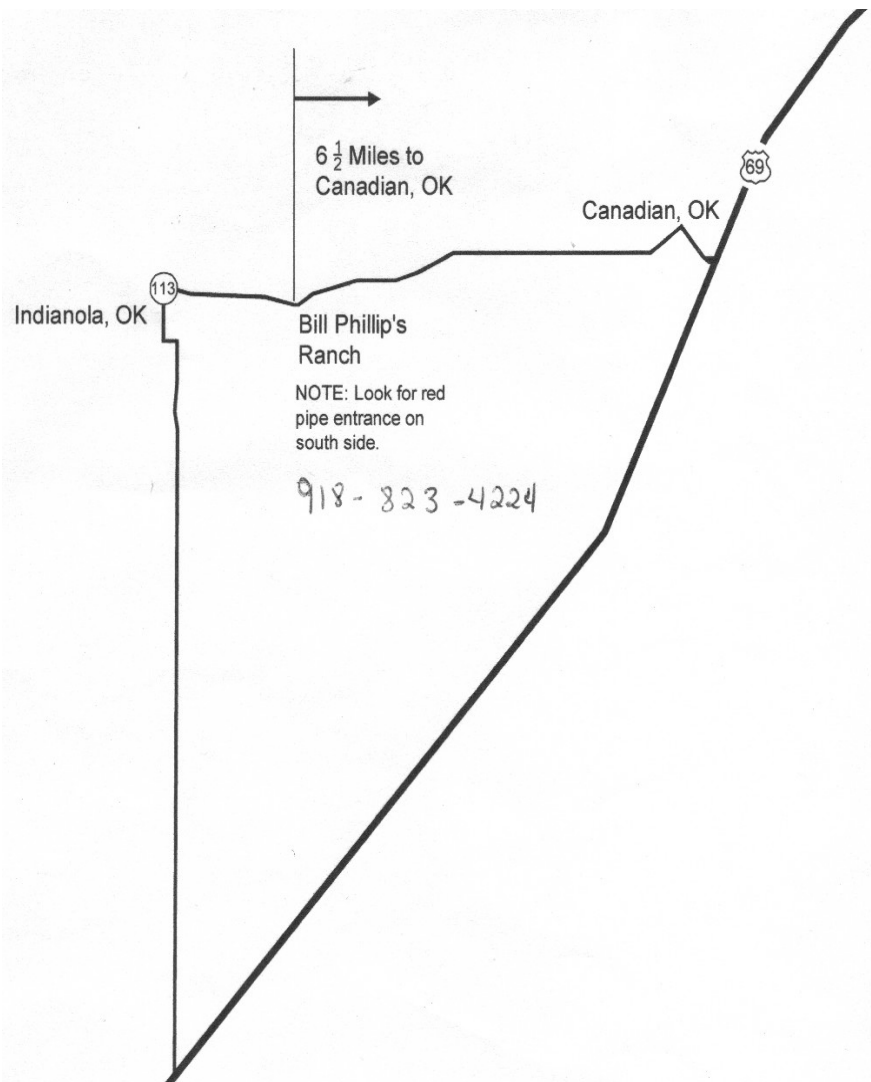 6 ½ Miles to
Canadian, OK
69
Canadian, OK
113
Indianola, OK
Bill Phillip's
Ranch
NOTE: Look for red
pipe entrance on
south side.
918 - 823 - 4224